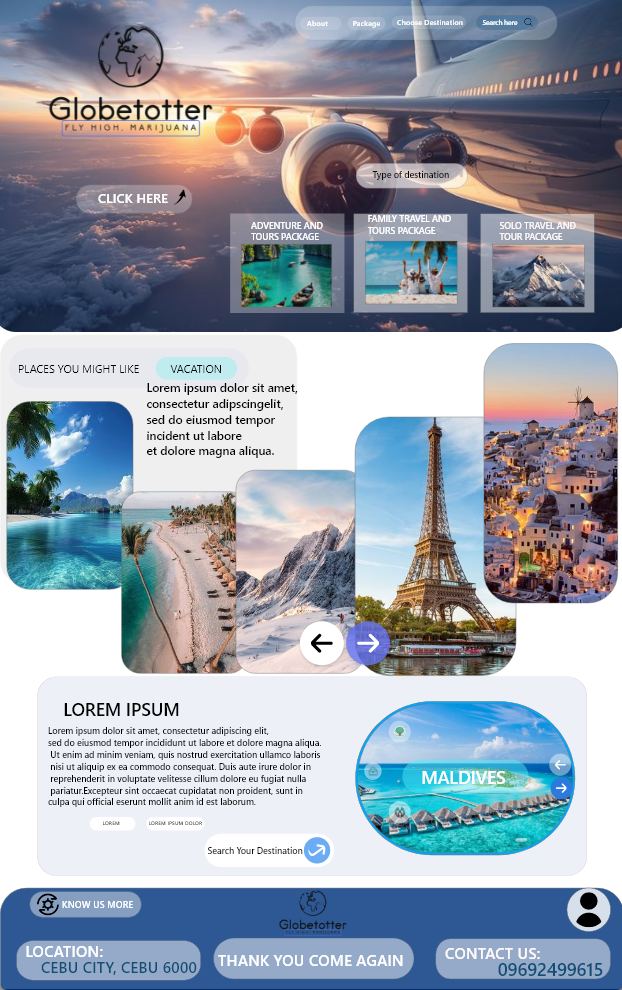 About Package Choose Destination Search here
Globetotter
FLY HIGH, MARIJUANA
Type of destination
CLICK HERE
ADVENTURE AND
TOURS PACKAGE
FAMILY TRAVEL AND
TOURS PACKAGE
SOLO TRAVEL AND
TOUR PACKAGE
PLACES YOU MIGHT LIKE VACATION
Lorem ipsum dolor sit amet,
consectetur adipscingelit,
sed do eiusmod tempor
incident ut labore
et dolore magna aliqua.
LOREM IPSUM
Lorem ipsum dolor sit amet, consectetur adipiscing elit,
sed do eiusmod tempor incididunt ut labore et dolore magna aliqua.
Ut enim ad minim veniam, quis nostrud exercitation ullamco laboris
nisi ut aliquip ex ea commodo consequat. Duis aute irure dolor in
reprehenderit in voluptate velitesse cillum dolore eu fugiat nulla
pariatur.Excepteur sint occaecat cupidatat non proident, sunt in
culpa qui official eserunt mollit anim id est laborum.
LOREM LOREM IPSUM DOLOR
Search Your Destination
MALDIVES
KNOW US MORE
Globetotter
FLY HIGH, MARIJUANA
LOCATION:
CEBU CITY, CEBU 6000
THANK YOU COME AGAIN
CONTACT US:
09692499615